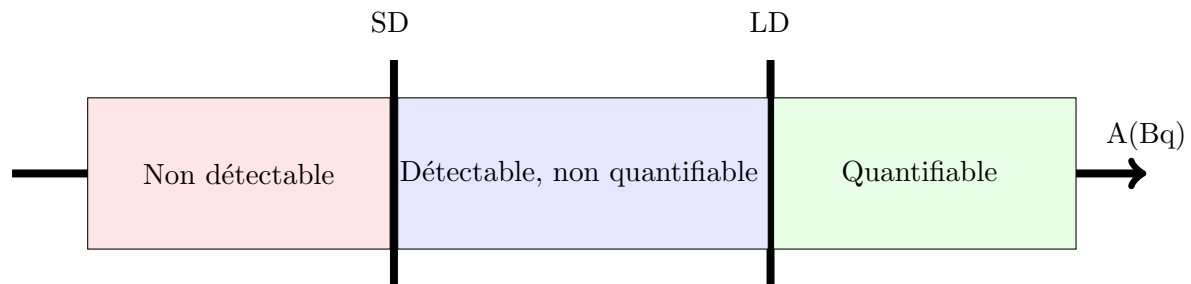 SD
LD
A(Bq)
Non détectable
Détectable, non quantifiable
Quantifiable